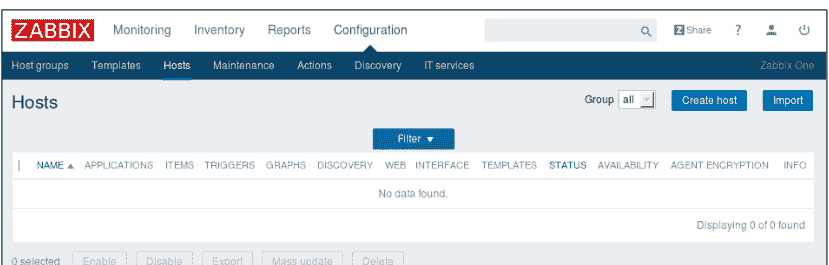 ZABBIX Monitoring Inventory Reports Configuration Z Share ?
Host groups Templates Hosts Maintenance Actions Discovery IT services Zabbix One
Hosts Group all Create host Import
Filter
NAME APPLICATIONS ITEMS TRIGGERS GRAPHS DISCOVERY WEB INTERFACE TEMPLATES STATUS AVAILABILITY AGENT ENCRYPTION INFO
No data found.
Displaying 0 of 0 found
0 selected Enable Disable Export Mass update Delete